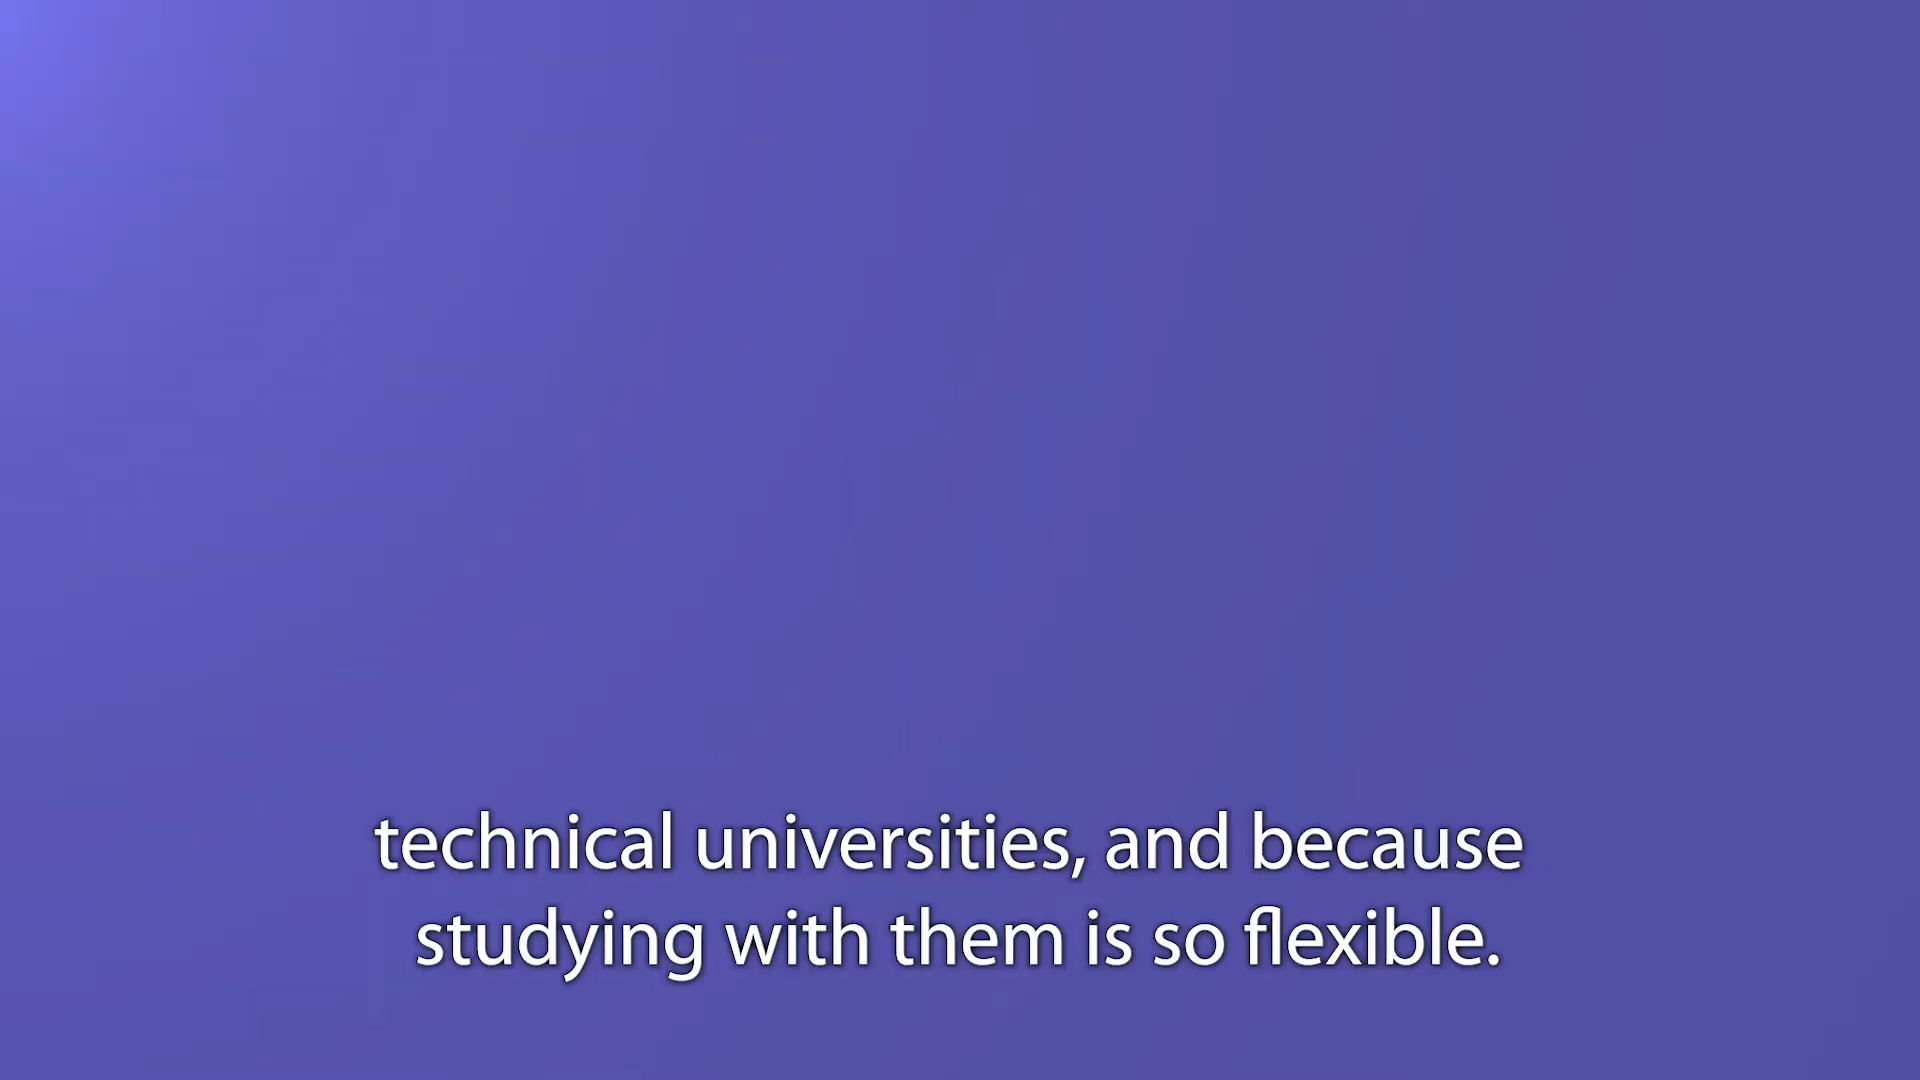 technical universities, and because
studying with them is so flexible.